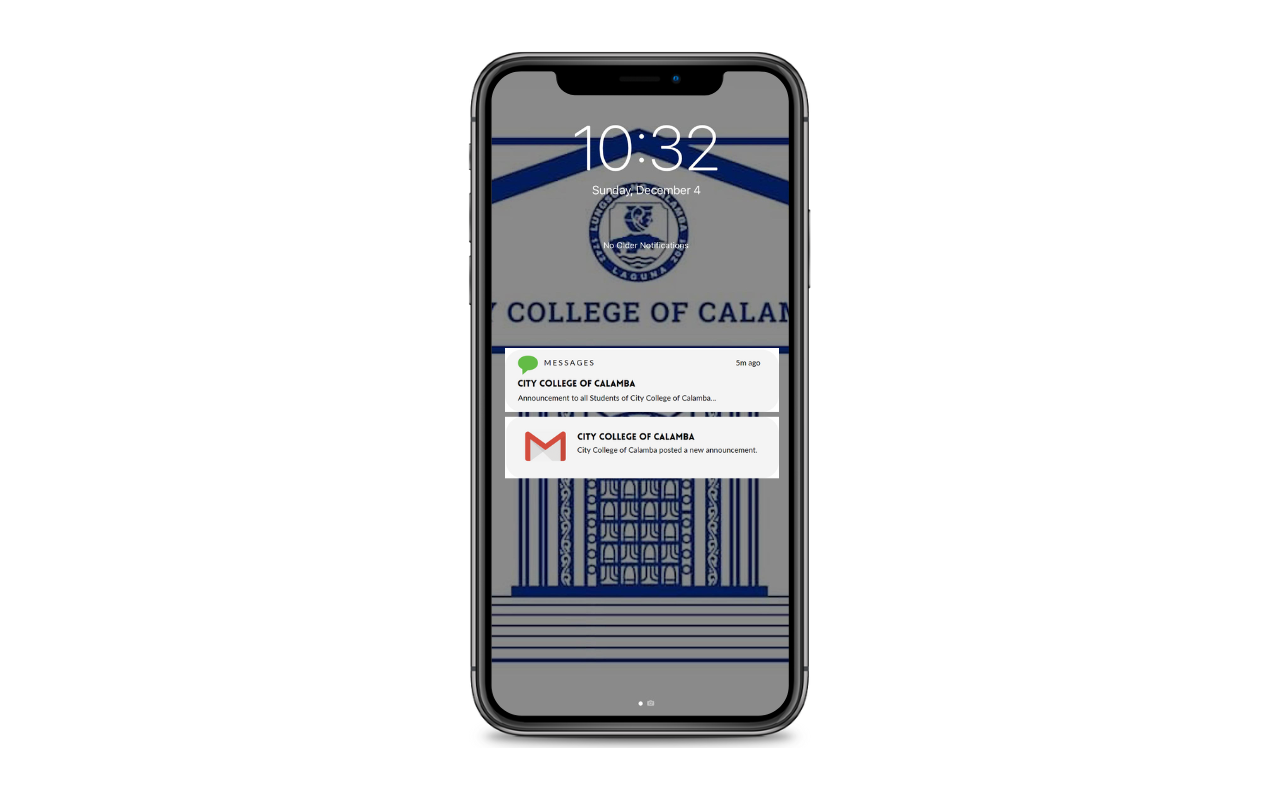 10:32
Sunday, December 4
LUNGSOD NG CALAMBA
No Older Notifications
1742
LAGUNA
Y COLLEGE OF CALAM
MESSAGES 5m ago
CITY COLLEGE OF CALAMBA
Announcement to all Students of City College of Calamba...
CITY COLLEGE OF CALAMBA
City College of Calamba posted a new announcement.